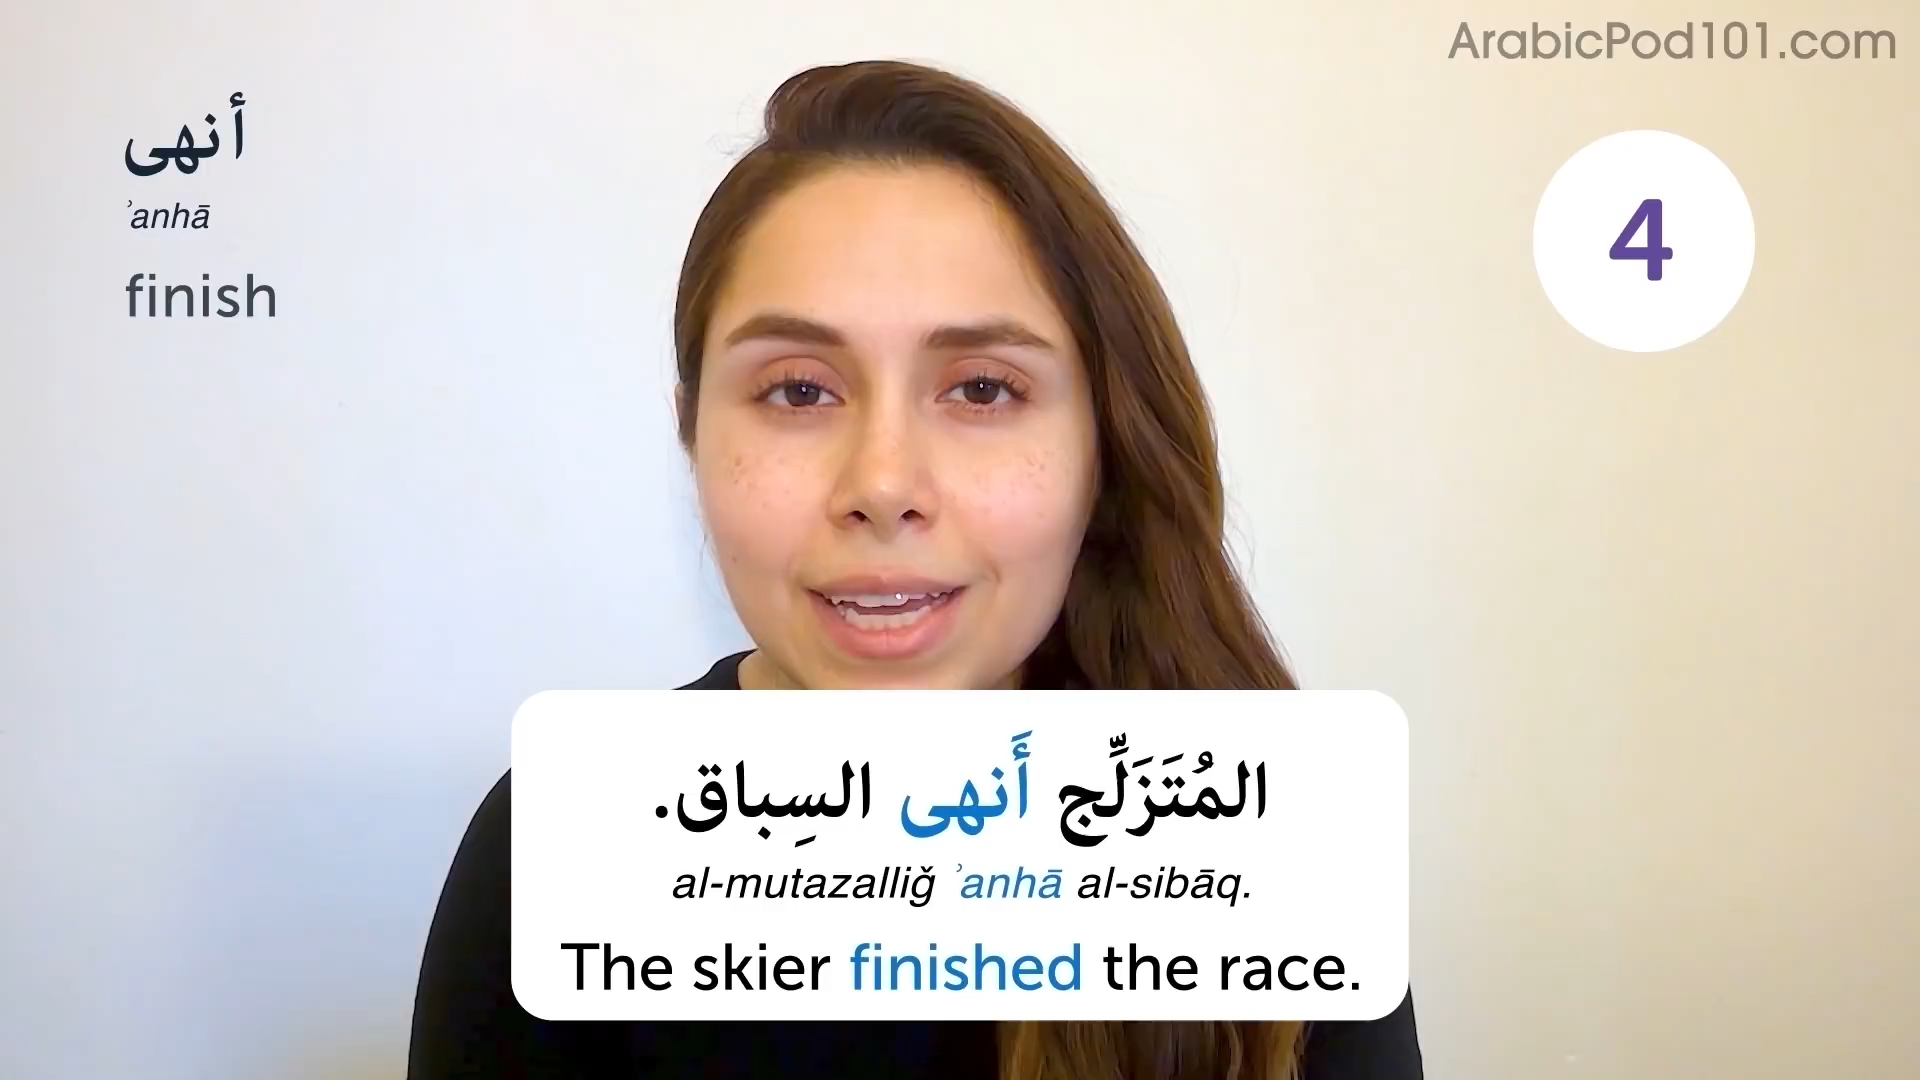 ArabicPod101.com
أنهى
ʾanhā
finish
4
المُتَزَلِّج أَنهى السِباق.
al-mutazalliǧ ʾanhā al-sibāq.
The skier finished the race.